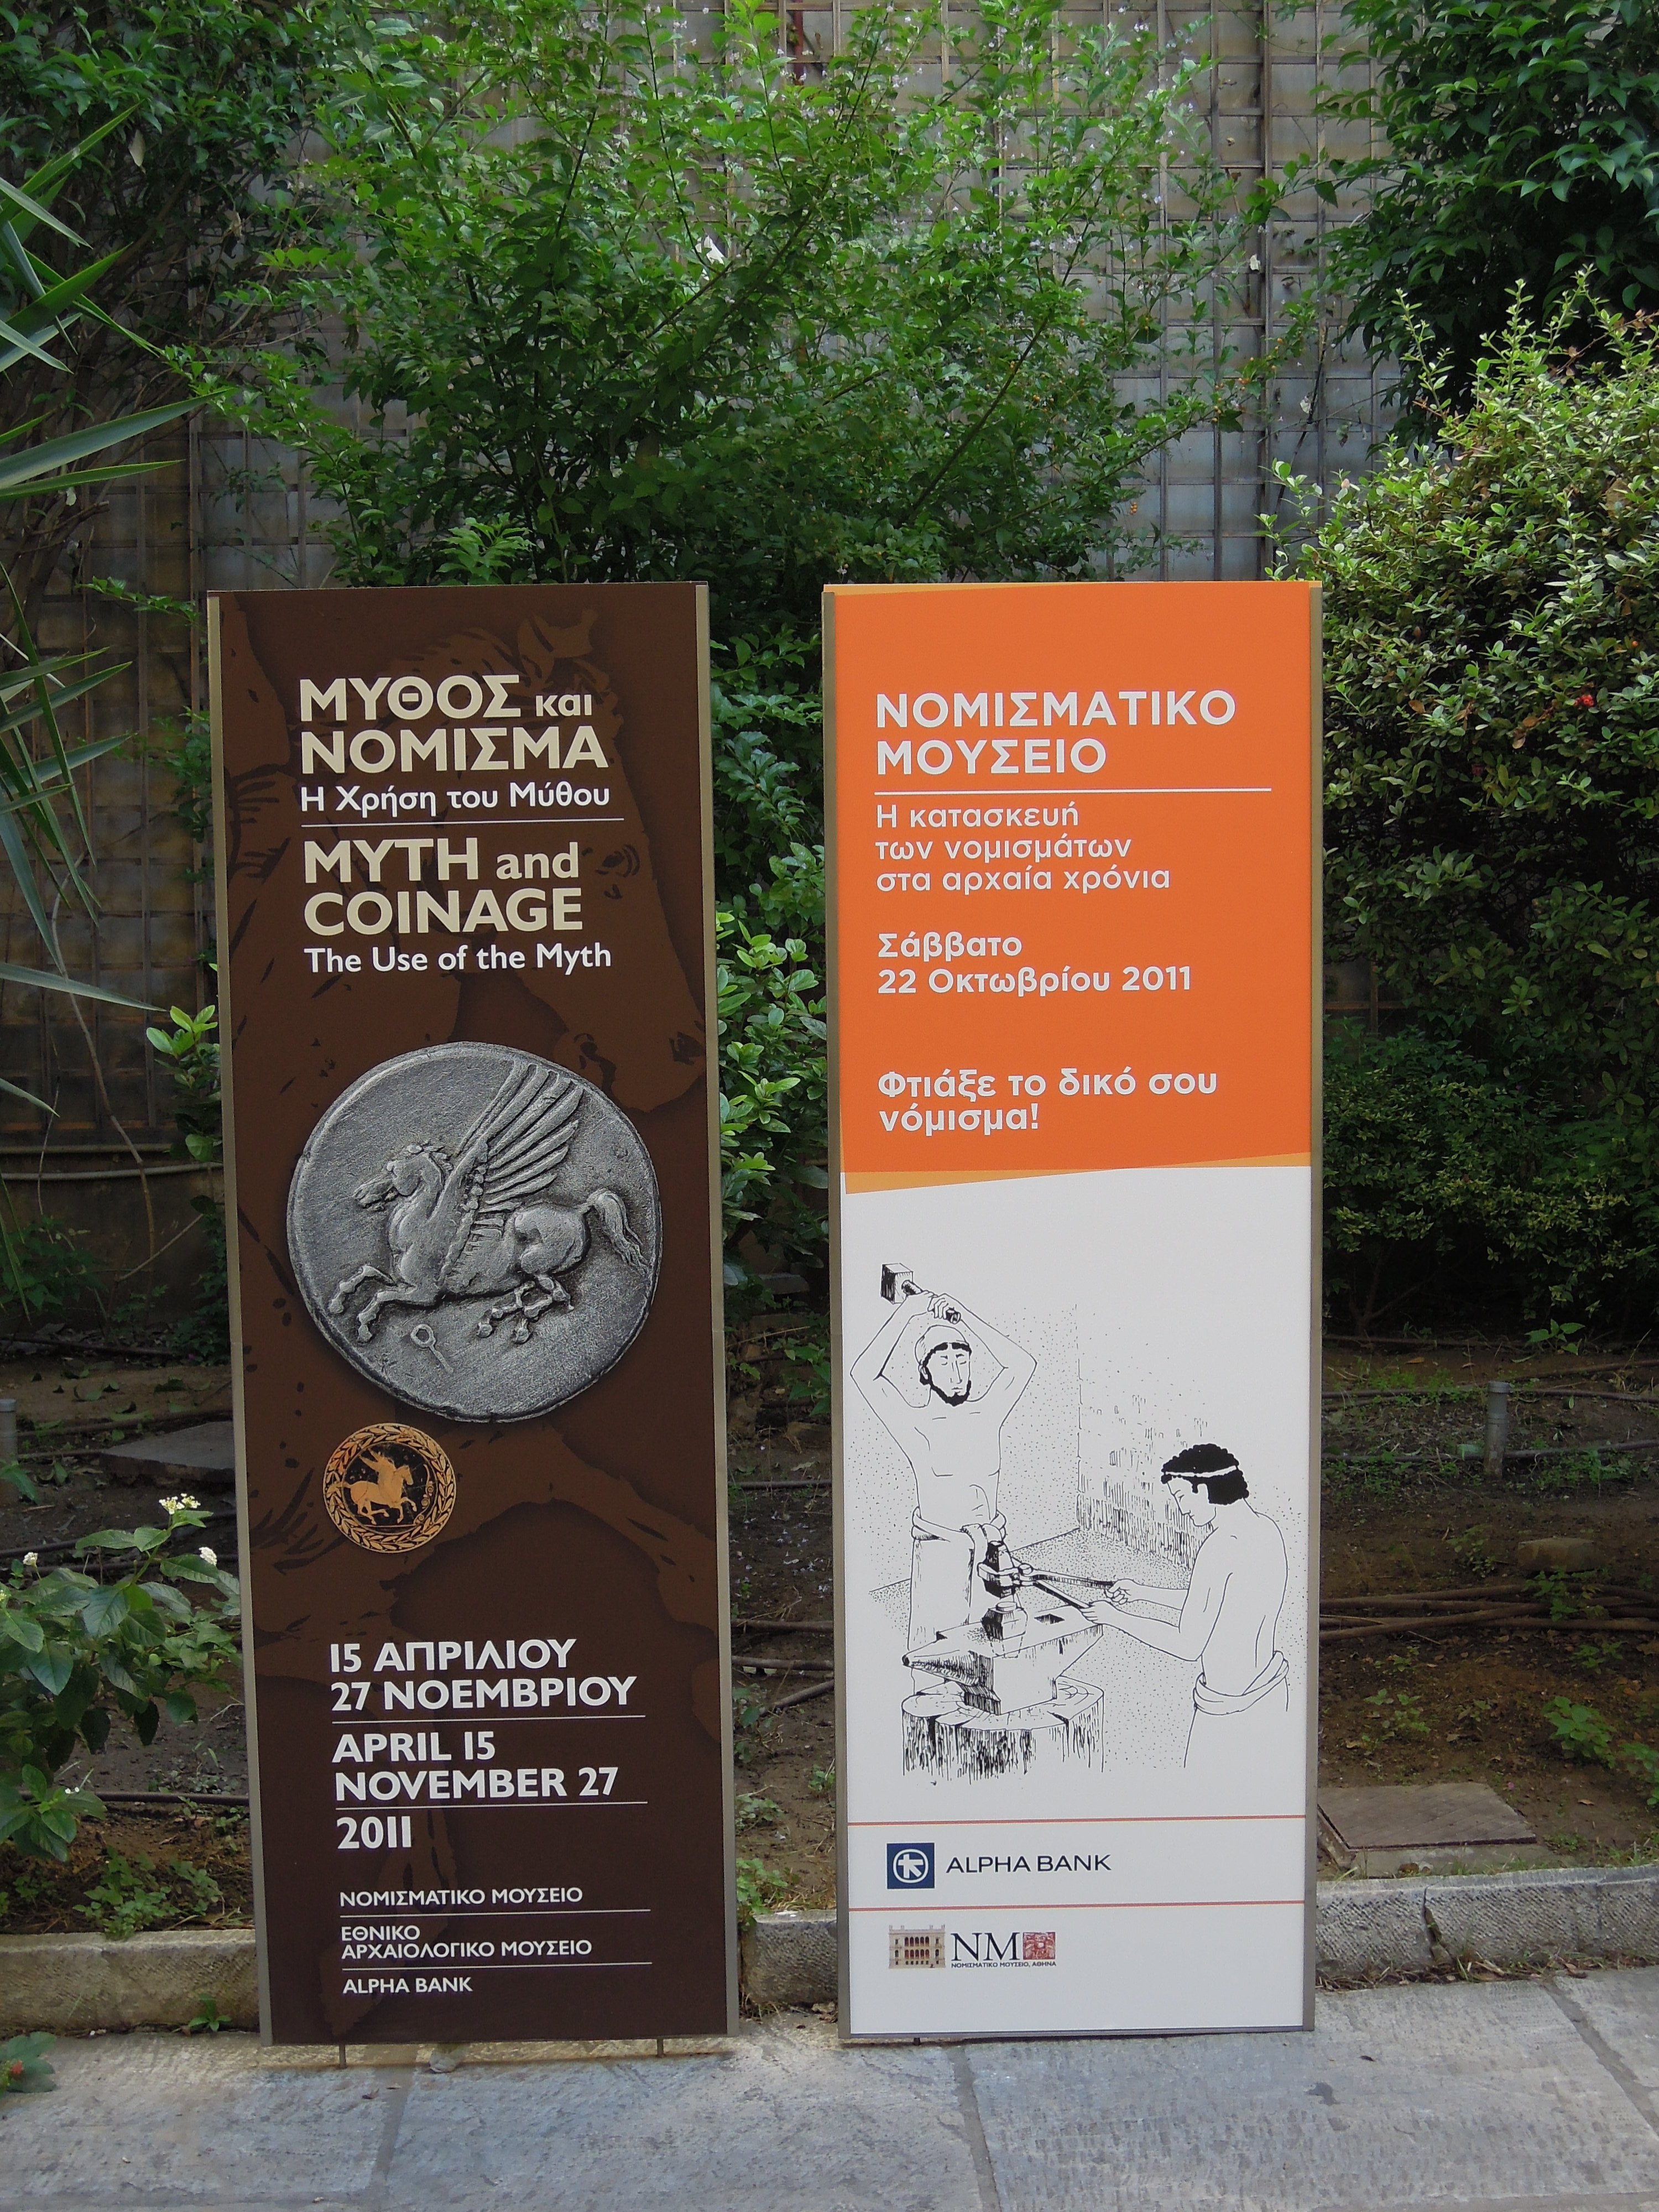 ΜΥΘΟΣ και
ΝΟΜΙΣΜΑ
Η Χρήση του Μύθου
MYTH and
COINAGE
The Use of the Myth
15 ΑΠΡΙΛΙΟΥ
27 ΝΟΕΜΒΡΙΟΥ
APRIL 15
NOVEMBER 27
2011
ΝΟΜΙΣΜΑΤΙΚΟ ΜΟΥΣΕΙΟ
ΕΘΝΙΚΟ
ΑΡΧΑΙΟΛΟΓΙΚΟ ΜΟΥΣΕΙΟ
ALPHA BANK
ΝΟΜΙΣΜΑΤΙΚΟ
ΜΟΥΣΕΙΟ
Η κατασκευή
των νομισμάτων
στα αρχαία χρόνια
Σάββατο
22 Οκτωβρίου 2011
Φτιάξε το δικό σου
νόμισμα!
ALPHA BANK
NM
ΝΟΜΙΣΜΑΤΙΚΟ ΜΟΥΣΕΙΟ, ΑΘΗΝΑ